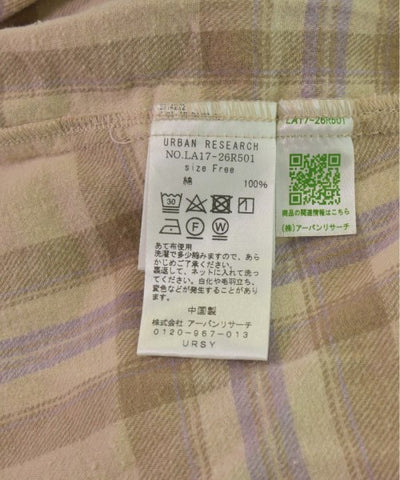 URBAN RESEARCH
NO.LA17-26R501
size Free
綿 100%
30
F W
あて布使用
洗濯で多少縮みますので、あら
かじめご了承ください。
裏返して、ネットに入れて洗っ
てください。白化や毛羽立ち、
変色などが発生することがあり
ます。
中国製
株式会社 アーバンリサーチ
0120-967-013
URSY
LA17-26R501
商品の関連情報はこちら
(株)アーバンリサーチ